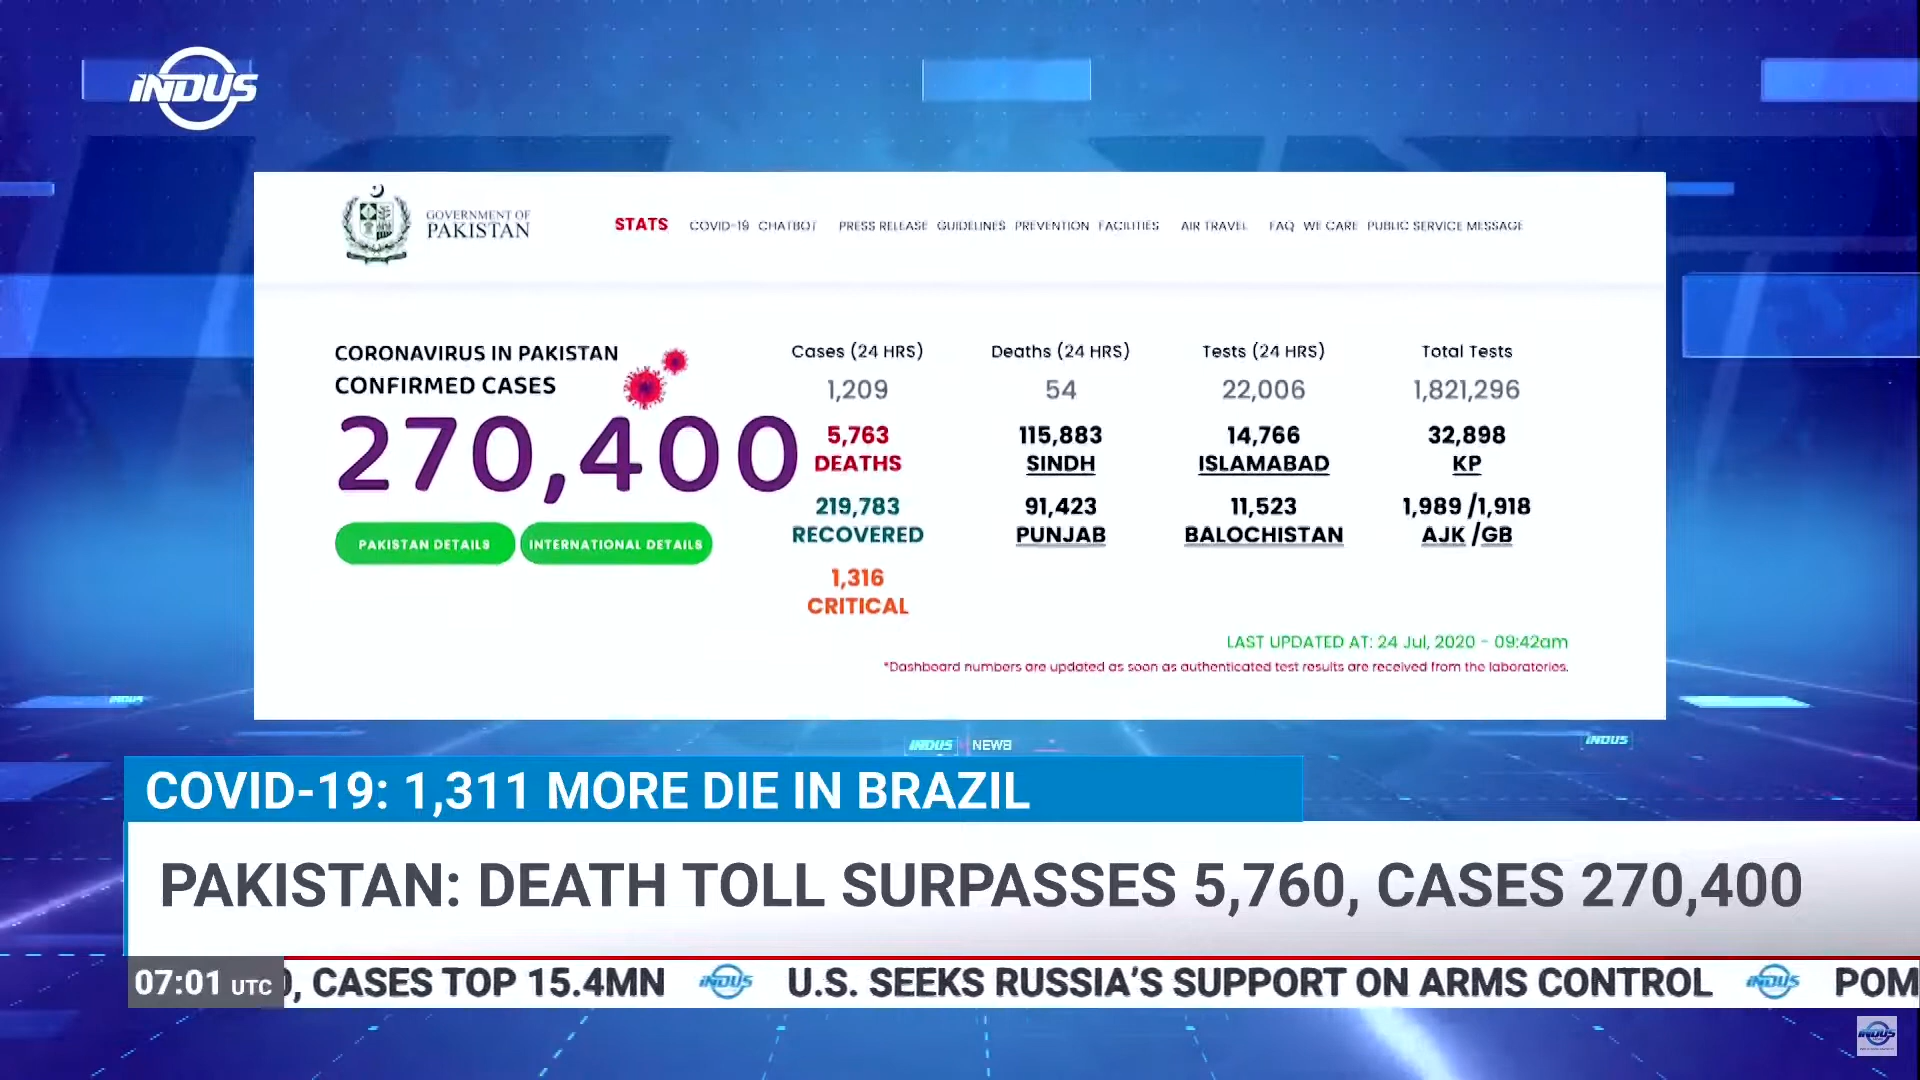 iNDUS
GOVERNMENT OF
PAKISTAN
STATS COVID-19 CHATBOT PRESS RELEASE GUIDELINES PREVENTION FACILITIES AIR TRAVEL FAQ WE CARE PUBLIC SERVICE MESSAGE
CORONAVIRUS IN PAKISTAN
CONFIRMED CASES
270,400
PAKISTAN DETAILS INTERNATIONAL DETAILS
Cases (24 HRS) Deaths (24 HRS) Tests (24 HRS) Total Tests
1,209 54 22,006 1,821,296
5,763 115,883 14,766 32,898
DEATHS SINDH ISLAMABAD KP
219,783 91,423 11,523 1,989 /1,918
RECOVERED PUNJAB BALOCHISTAN AJK /GB
1,316
CRITICAL
LAST UPDATED AT: 24 Jul, 2020 - 09:42am
*Dashboard numbers are updated as soon as authenticated test results are received from the laboratories.
iNDUS
iNDUS NEWS
iNDUS
COVID-19: 1,311 MORE DIE IN BRAZIL
PAKISTAN: DEATH TOLL SURPASSES 5,760, CASES 270,400
07:01 UTC , CASES TOP 15.4MN iNDUS U.S. SEEKS RUSSIA'S SUPPORT ON ARMS CONTROL iNDUS POM
iNDUS